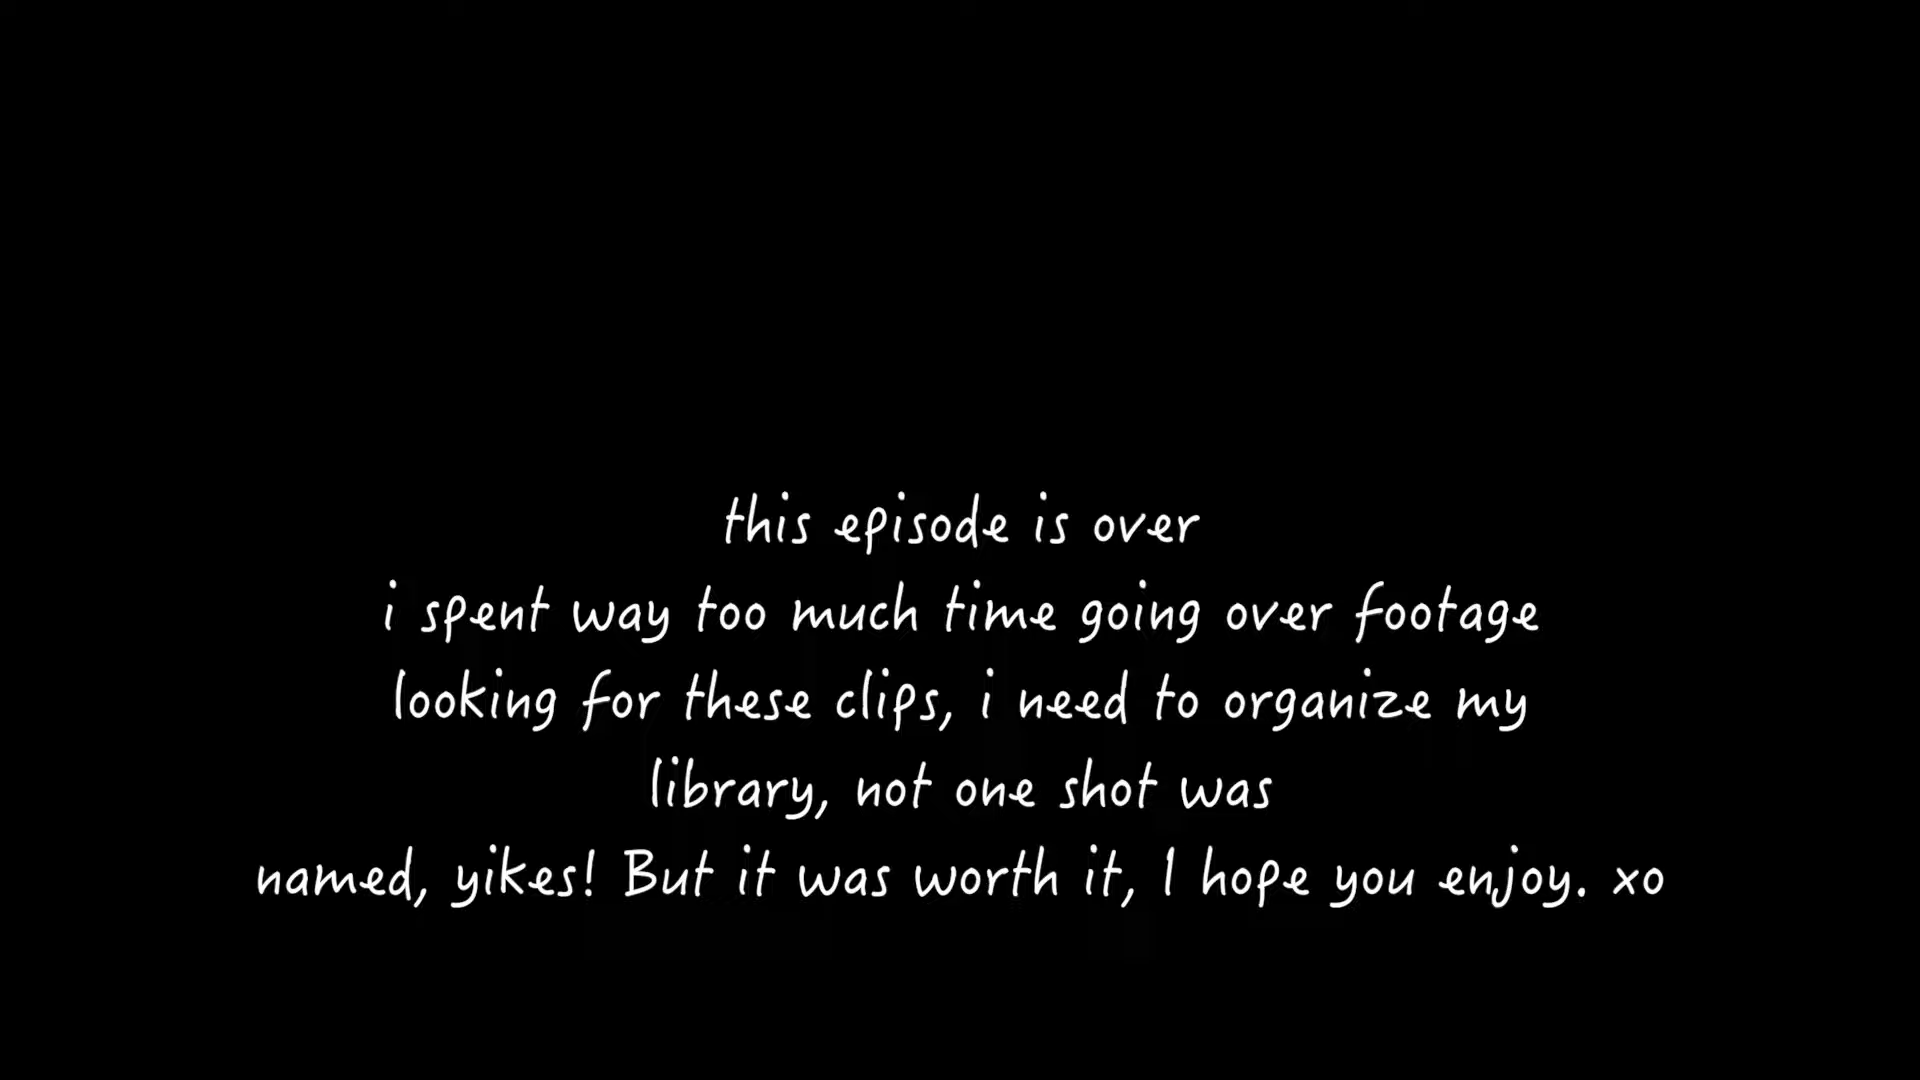 this episode is over
i spent way too much time going over footage
looking for these clips, i need to organize my
library, not one shot was
named, yikes! But it was worth it, I hope you enjoy. xo